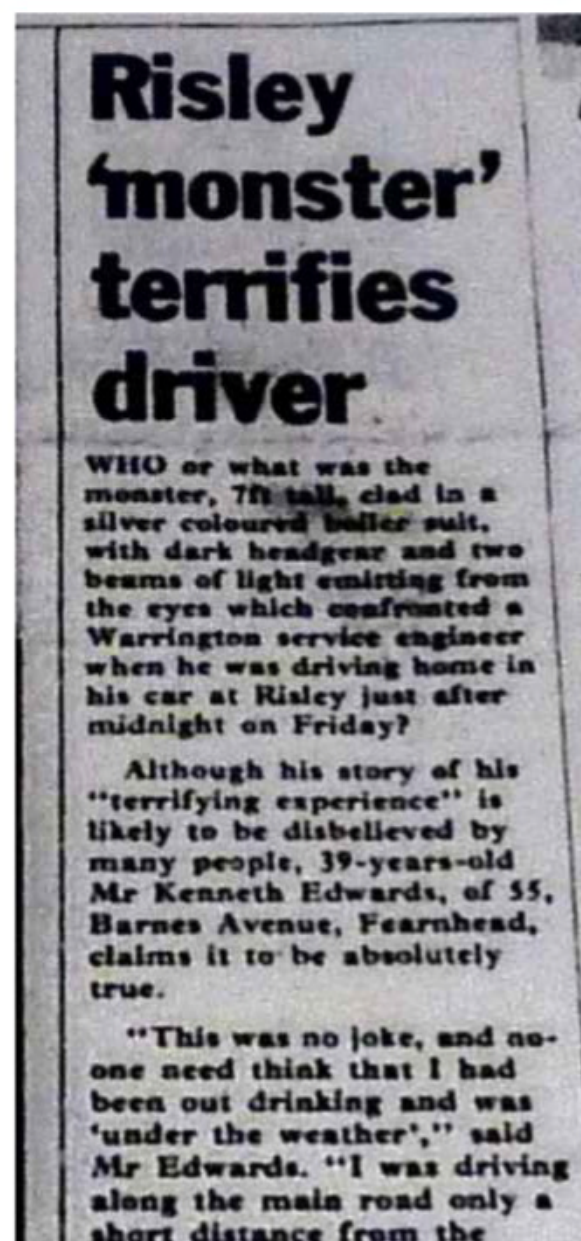 Risley
‘monster’
terrifies
driver
WHO or what was the
monster, 7ft tall, clad in a
silver coloured boiler suit,
with dark headgear and two
beams of light emitting from
the eyes which confronted a
Warrington service engineer
when he was driving home in
his car at Risley just after
midnight on Friday?
Although his story of his
"terrifying experience" is
likely to be disbelieved by
many people, 39-years-old
Mr Kenneth Edwards, of 55,
Barnes Avenue, Fearnhead,
claims it to be absolutely
true.
"This was no joke, and no-
one need think that I had
been out drinking and was
'under the weather'," said
Mr Edwards. "I was driving
along the main road only a
short distance from the